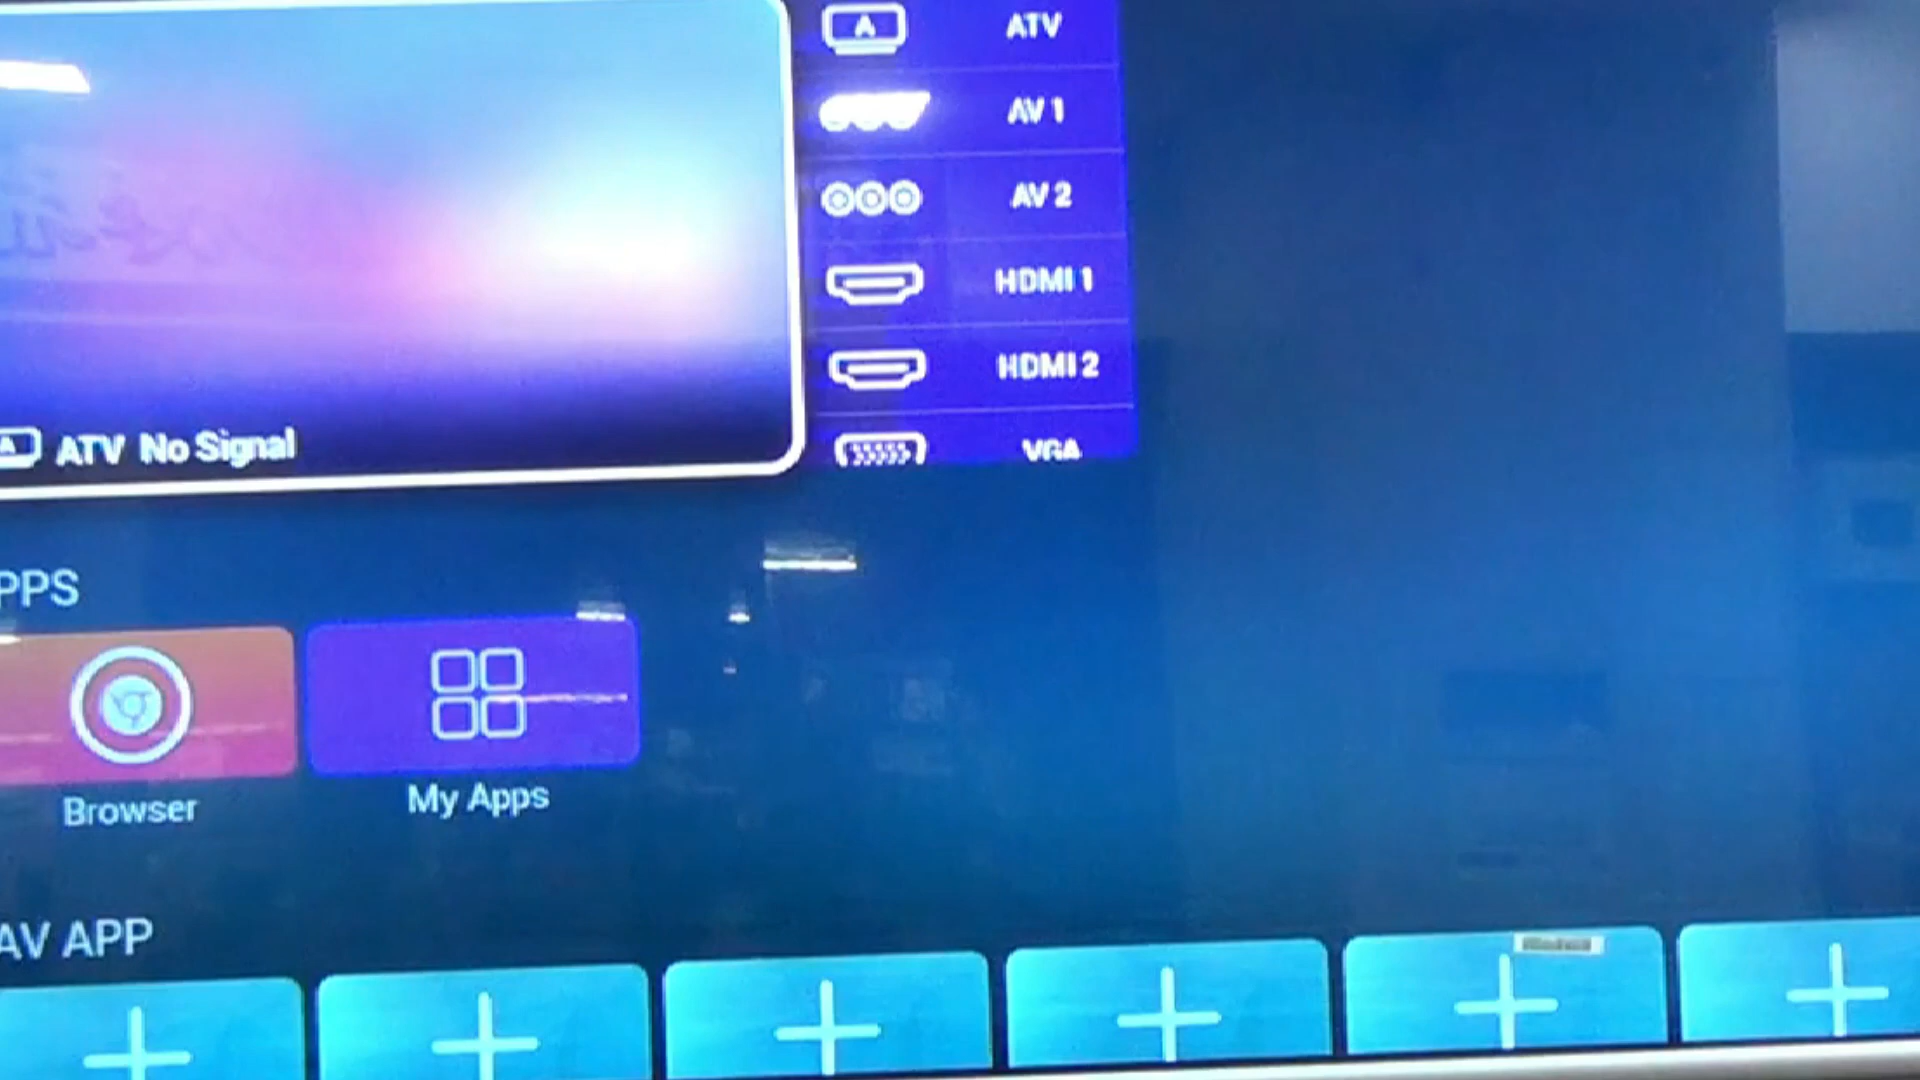 ATV
AV 1
AV 2
HDMI 1
HDMI 2
VGA
ATV No Signal
PPS
Browser
My Apps
AV APP